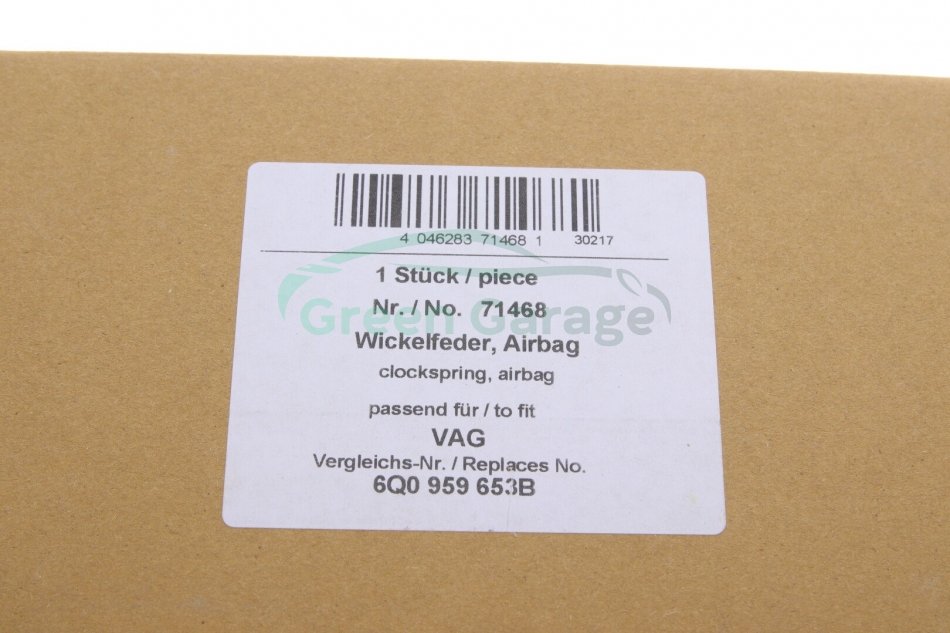 4 046283 71468 1 30217
1 Stück / piece
Nr. / No. 71468
Green Garage
Wickelfeder, Airbag
clockspring, airbag
passend für / to fit
VAG
Vergleichs-Nr. / Replaces No.
6Q0 959 653B